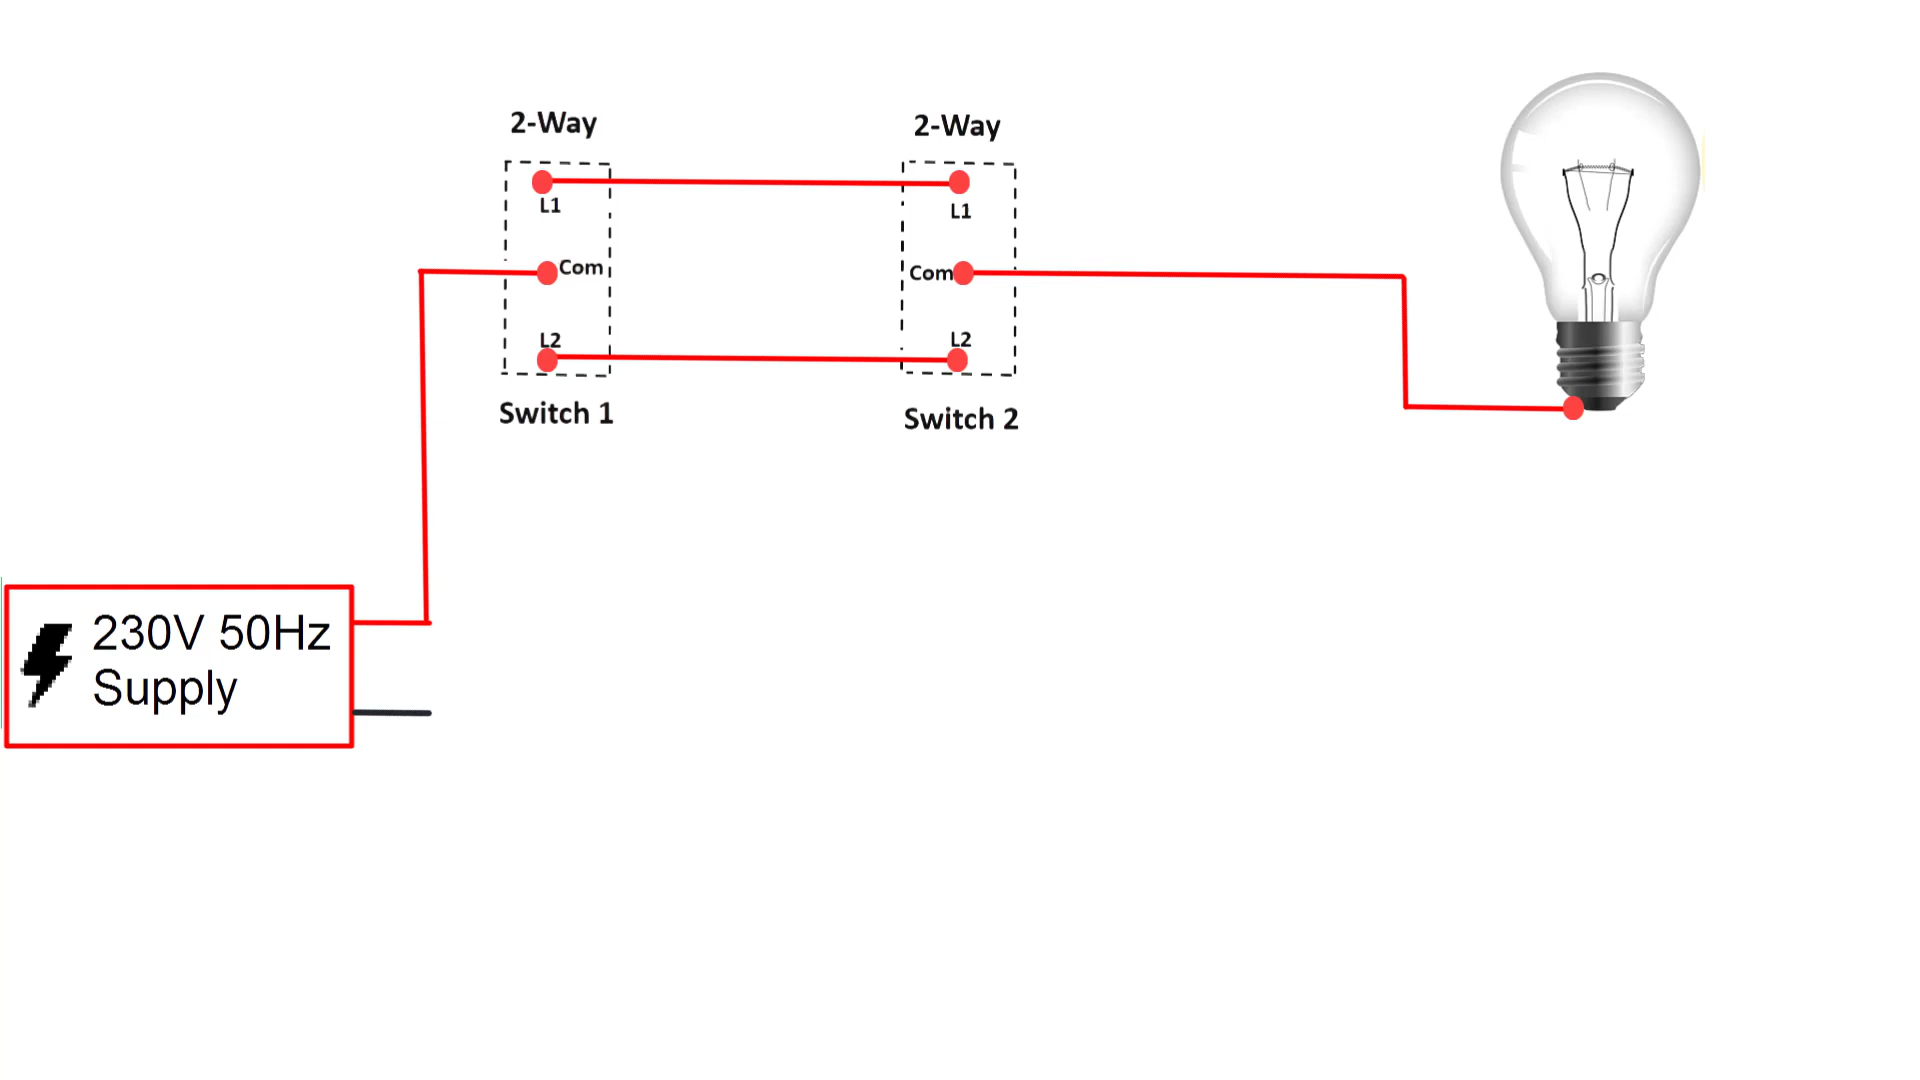 2-Way
2-Way
L1
L1
Com
Com
L2
L2
Switch 1
Switch 2
230V 50Hz
Supply